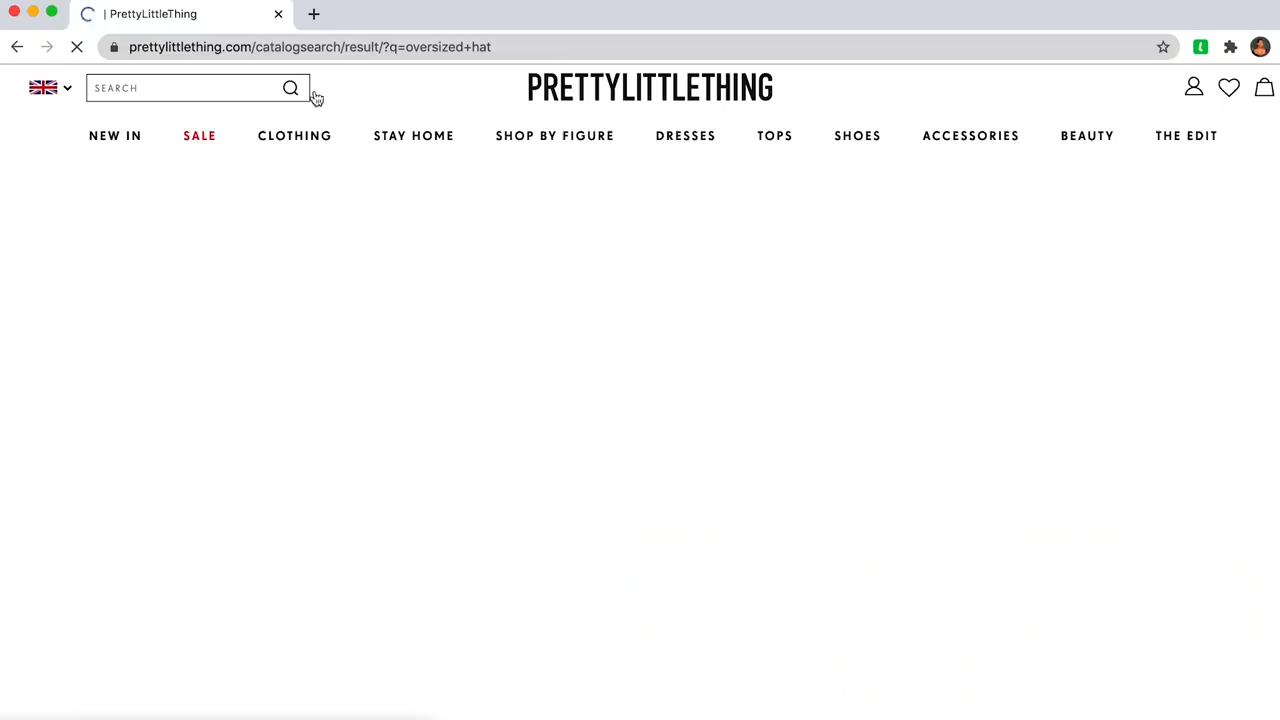 | PrettyLittleThing
prettylittlething.com/catalogsearch/result/?q=oversized+hat
SEARCH
PRETTYLITTLETHING
NEW IN SALE CLOTHING STAY HOME SHOP BY FIGURE DRESSES TOPS SHOES ACCESSORIES BEAUTY THE EDIT